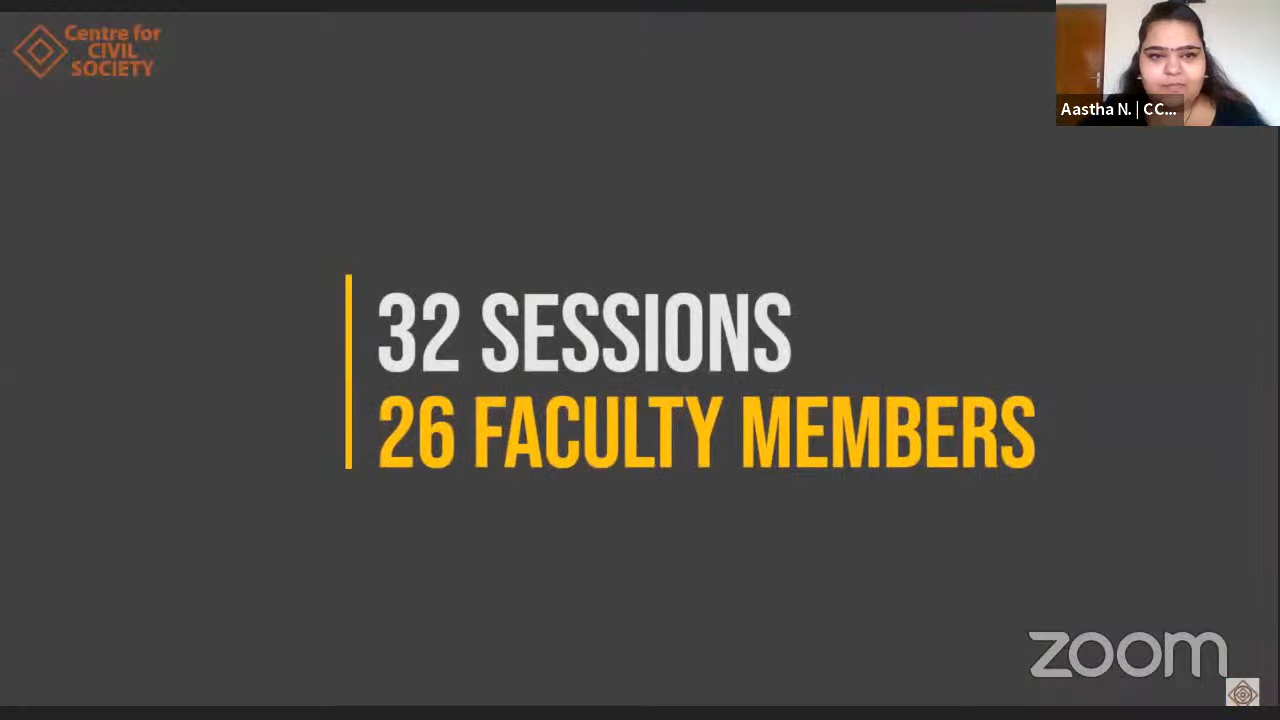 Centre for
CIVIL
SOCIETY
Aastha N. | CC...
32 SESSIONS
26 FACULTY MEMBERS
zoom